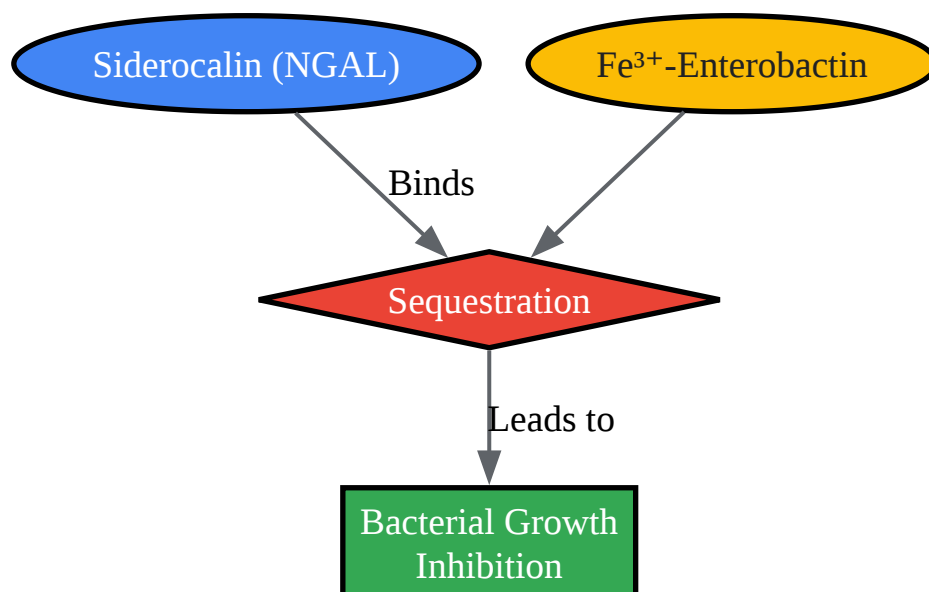 Siderocalin (NGAL)
Fe³⁺-Enterobactin
Binds
Sequestration
Leads to
Bacterial Growth
Inhibition